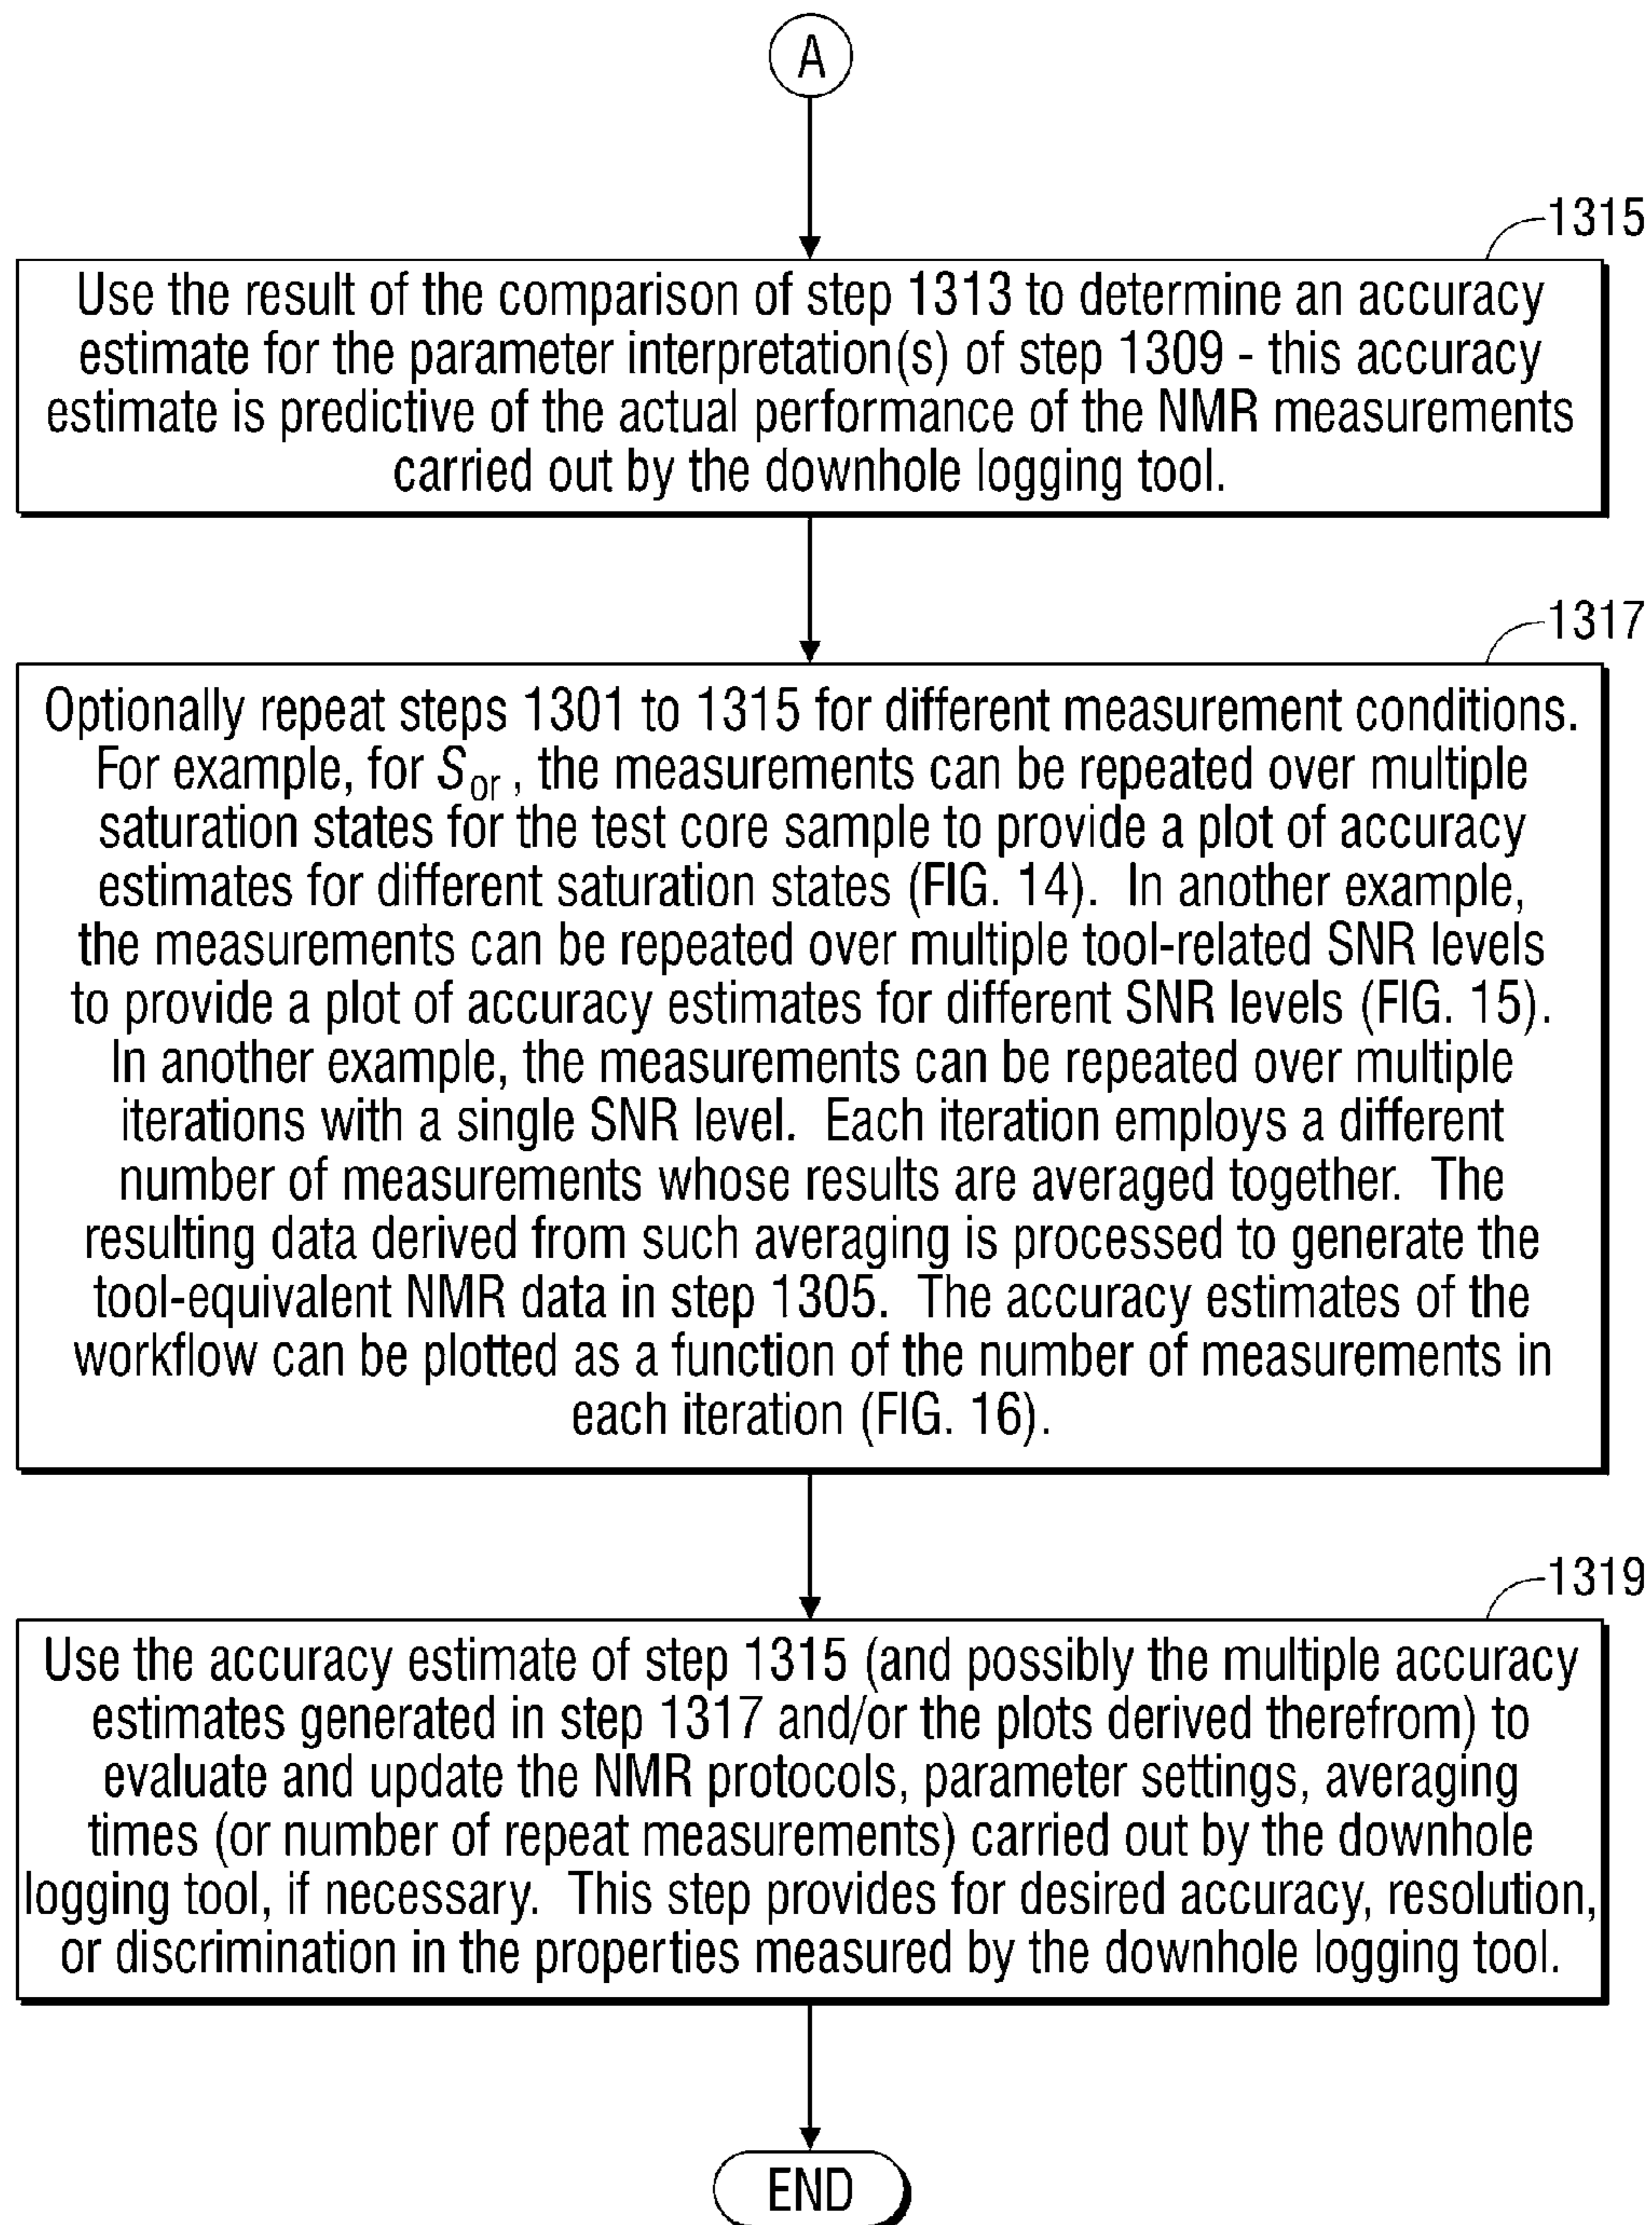 A
1315
Use the result of the comparison of step 1313 to determine an accuracy
estimate for the parameter interpretation(s) of step 1309 - this accuracy
estimate is predictive of the actual performance of the NMR measurements
carried out by the downhole logging tool.
1317
Optionally repeat steps 1301 to 1315 for different measurement conditions.
For example, for Sor , the measurements can be repeated over multiple
saturation states for the test core sample to provide a plot of accuracy
estimates for different saturation states (FIG. 14). In another example,
the measurements can be repeated over multiple tool-related SNR levels
to provide a plot of accuracy estimates for different SNR levels (FIG. 15).
In another example, the measurements can be repeated over multiple
iterations with a single SNR level. Each iteration employs a different
number of measurements whose results are averaged together. The
resulting data derived from such averaging is processed to generate the
tool-equivalent NMR data in step 1305. The accuracy estimates of the
workflow can be plotted as a function of the number of measurements in
each iteration (FIG. 16).
1319
Use the accuracy estimate of step 1315 (and possibly the multiple accuracy
estimates generated in step 1317 and/or the plots derived therefrom) to
evaluate and update the NMR protocols, parameter settings, averaging
times (or number of repeat measurements) carried out by the downhole
logging tool, if necessary. This step provides for desired accuracy, resolution,
or discrimination in the properties measured by the downhole logging tool.
END